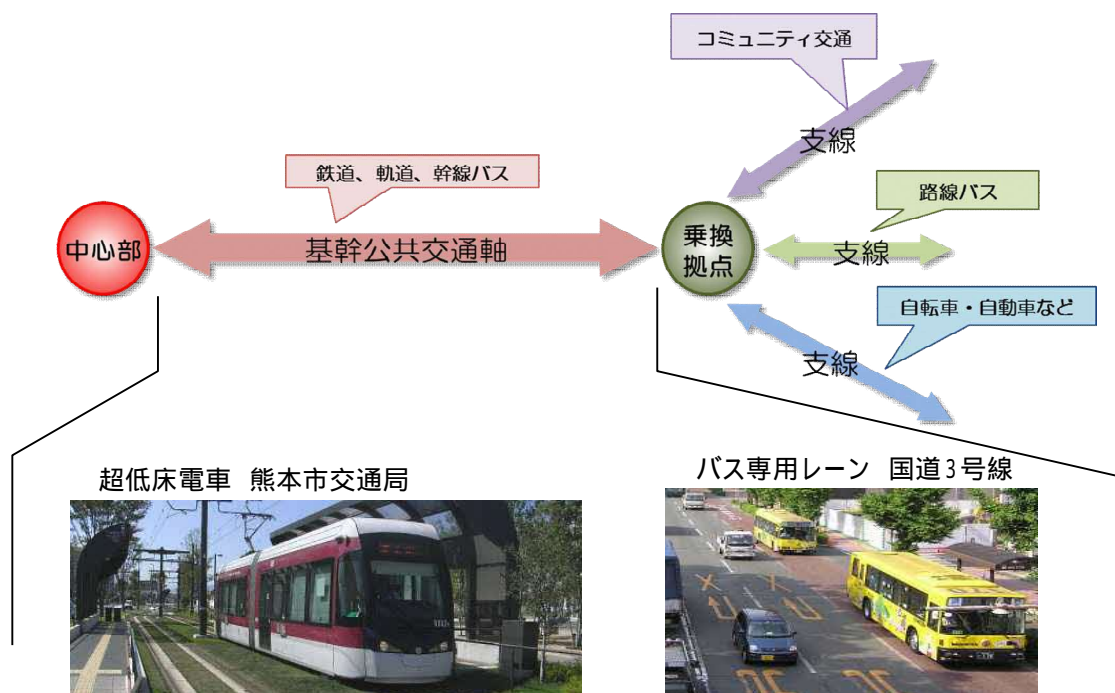 コミュニティ交通
支線
鉄道、軌道、幹線バス
路線バス
中心部
基幹公共交通軸
乗換
拠点
支線
自転車・自動車など
支線
超低床電車 熊本市交通局
バス専用レーン 国道3号線